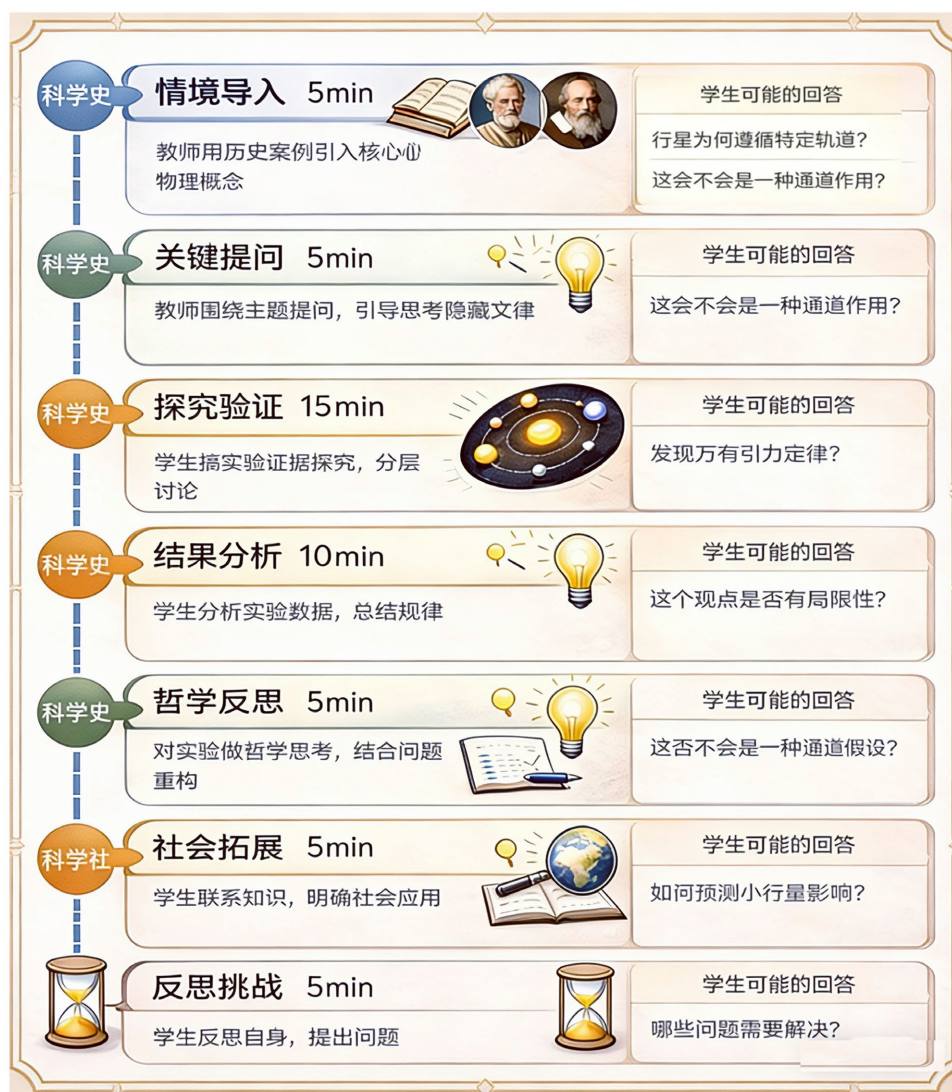 科学史
情境导入 5min
教师用历史案例引入核心
物理概念
学生可能的回答
行星为何遵循特定轨道?
这会不会是一种通道作用?
科学史
关键提问 5min
教师围绕主题提问，引导思考隐藏文律
学生可能的回答
这会不会是一种通道作用?
科学史
探究验证 15min
学生搞实验证据探究，分层
讨论
学生可能的回答
发现万有引力定律?
科学史
结果分析 10min
学生分析实验数据，总结规律
学生可能的回答
这个观点是否有局限性?
科学史
哲学反思 5min
对实验做哲学思考，结合问题
重构
学生可能的回答
这否不会是一种通道假设?
科学社
社会拓展 5min
学生联系知识，明确社会应用
学生可能的回答
如何预测小行量影响?
反思挑战 5min
学生反思自身，提出问题
学生可能的回答
哪些问题需要解决?